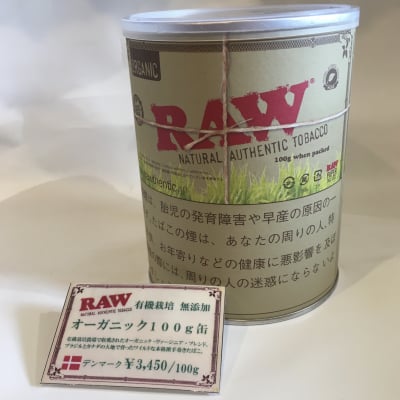 ORGANIC
RAW
NATURAL AUTHENTIC TOBACCO
100g when packed
は、胎児の発育障害や早産の原因の一
たばこの煙は、あなたの周りの人、特
お年寄りなどの健康に悪影響を及ぼ
には、周りの人の迷惑にならないよ
RAW 有機栽培 無添加
NATURAL AUTHENTIC TOBACCO
オーガニック100g缶
デンマーク ¥3,450/100g